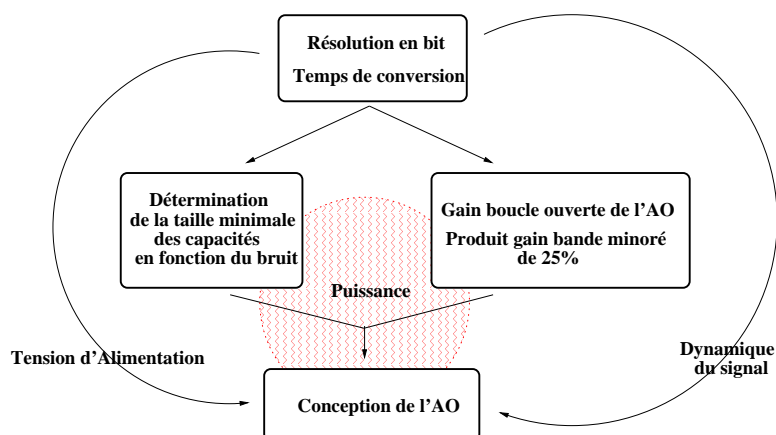 Résolution en bit
Temps de conversion
Détermination
de la taille minimale
des capacités
en fonction du bruit
Gain boucle ouverte de l'AO
Produit gain bande minoré
de 25%
Puissance
Tension d'Alimentation
Dynamique
du signal
Conception de l'AO